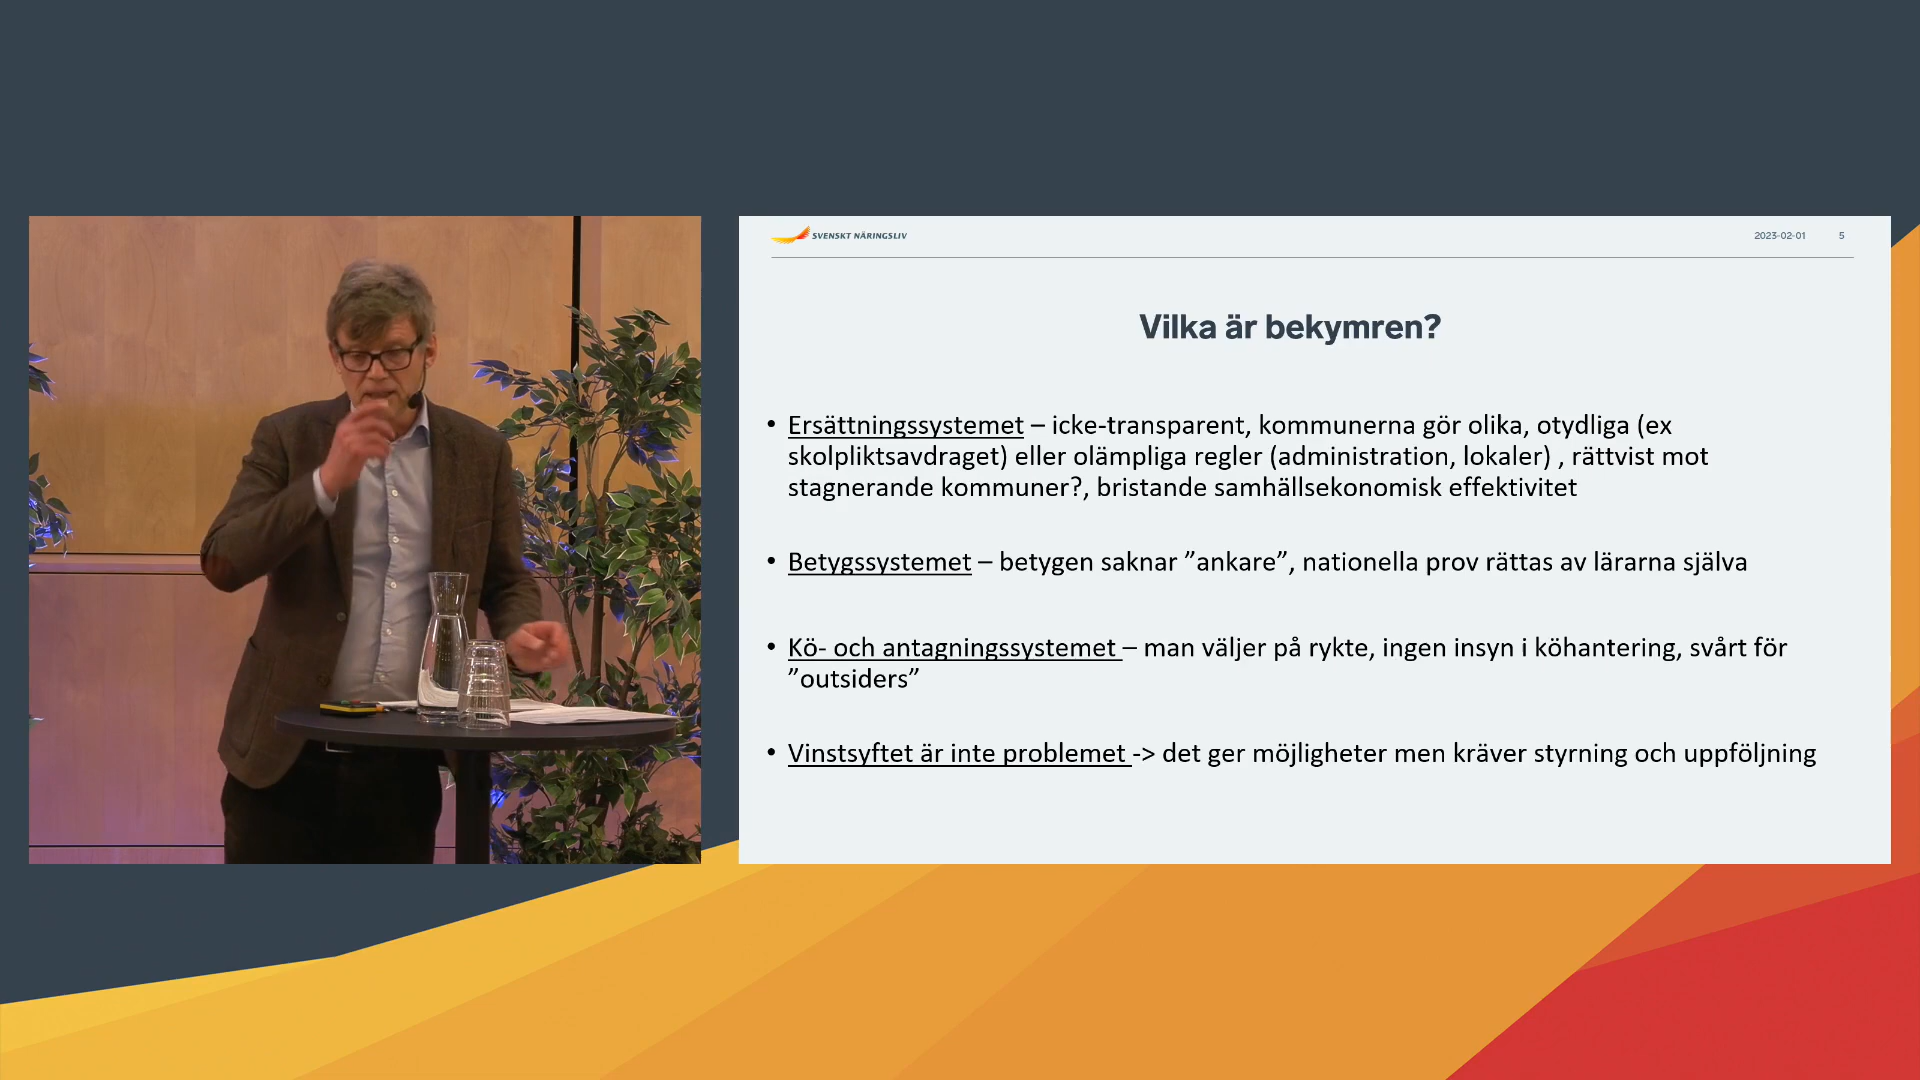 SVENSKT NÄRINGSLIV
2023-02-01 5
Vilka är bekymren?
• Ersättningssystemet – icke-transparent, kommunerna gör olika, otydliga (ex
skolpliktsavdraget) eller olämpliga regler (administration, lokaler) , rättvist mot
stagnerande kommuner?, bristande samhällsekonomisk effektivitet
• Betygssystemet – betygen saknar ”ankare”, nationella prov rättas av lärarna själva
• Kö- och antagningssystemet – man väljer på rykte, ingen insyn i köhantering, svårt för
”outsiders”
• Vinstsyftet är inte problemet -> det ger möjligheter men kräver styrning och uppföljning